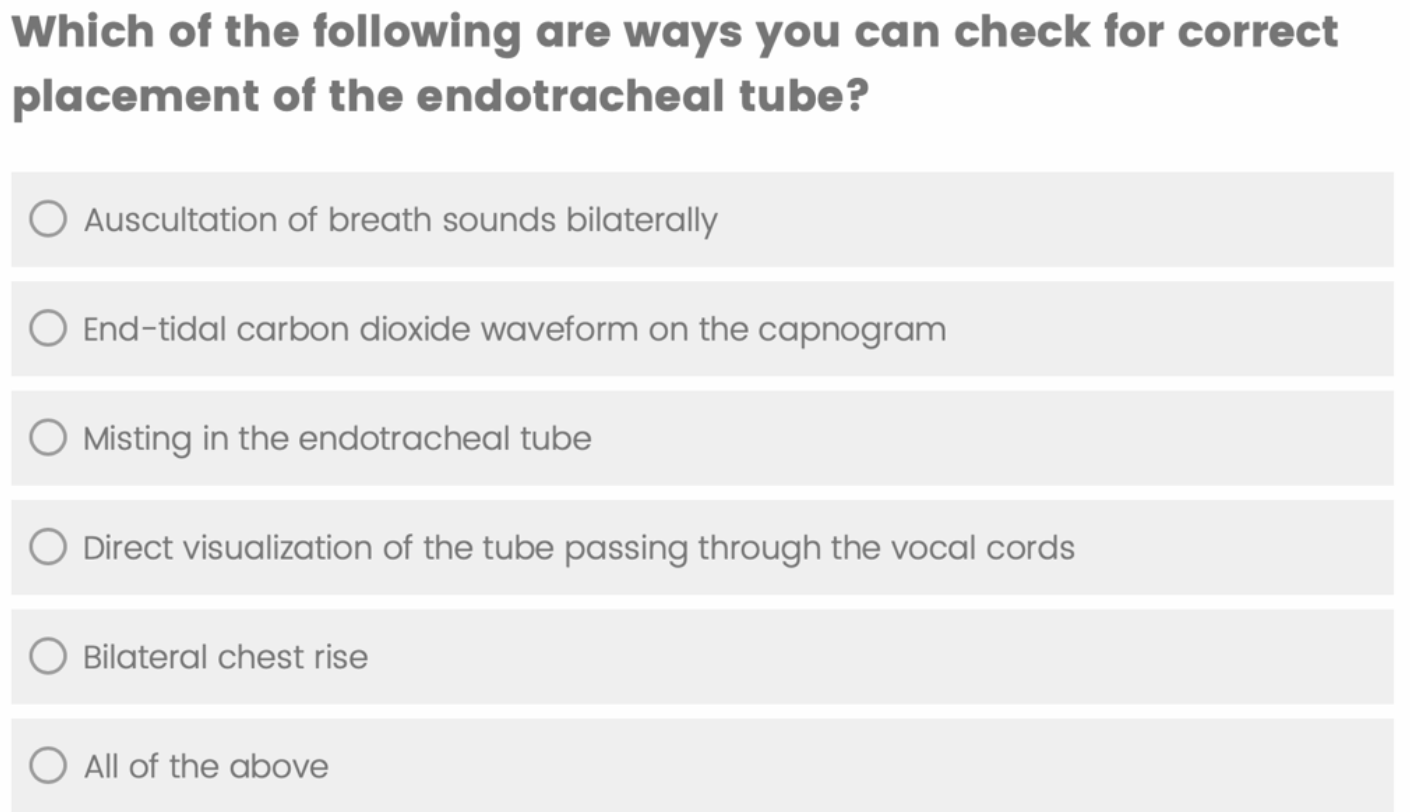 Which of the following are ways you can check for correct
placement of the endotracheal tube?
Auscultation of breath sounds bilaterally
End-tidal carbon dioxide waveform on the capnogram
Misting in the endotracheal tube
Direct visualization of the tube passing through the vocal cords
Bilateral chest rise
All of the above